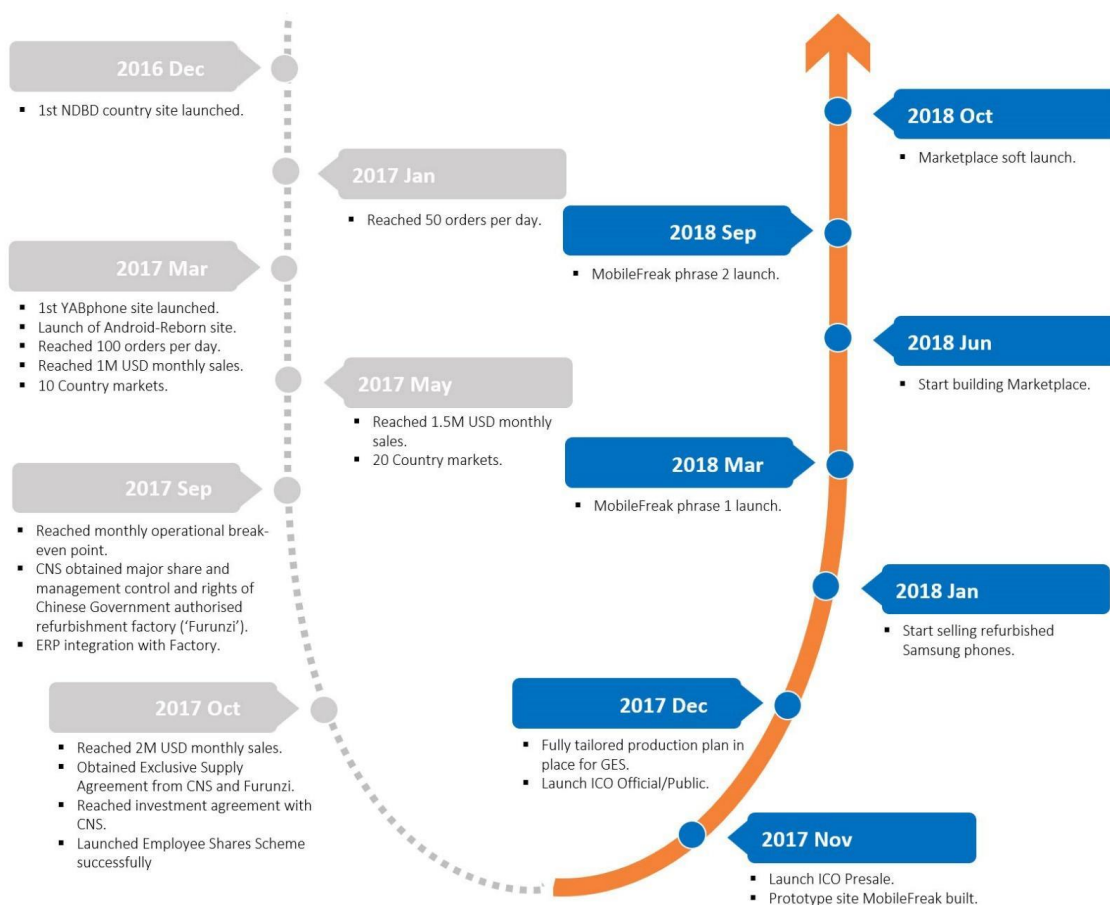 2016 Dec
▪ 1st NDBD country site launched.
2017 Jan
▪ Reached 50 orders per day.
2017 Mar
▪ 1st YABphone site launched.
▪ Launch of Android-Reborn site.
▪ Reached 100 orders per day.
▪ Reached 1M USD monthly sales.
▪ 10 Country markets.
2017 May
▪ Reached 1.5M USD monthly
sales.
▪ 20 Country markets.
2017 Sep
▪ Reached monthly operational break-
even point.
▪ CNS obtained major share and
management control and rights of
Chinese Government authorised
refurbishment factory (‘Furunzi’).
▪ ERP integration with Factory.
2017 Oct
▪ Reached 2M USD monthly sales.
▪ Obtained Exclusive Supply
Agreement from CNS and Furunzi.
▪ Reached investment agreement with
CNS.
▪ Launched Employee Shares Scheme
successfully
2017 Nov
▪ Launch ICO Presale.
▪ Prototype site MobileFreak built.
2017 Dec
▪ Fully tailored production plan in
place for GES.
▪ Launch ICO Official/Public.
2018 Jan
▪ Start selling refurbished
Samsung phones.
2018 Mar
▪ MobileFreak phrase 1 launch.
2018 Jun
▪ Start building Marketplace.
2018 Sep
▪ MobileFreak phrase 2 launch.
2018 Oct
▪ Marketplace soft launch.